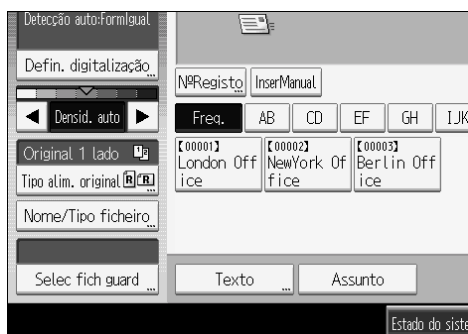 Detecção auto:FormIgual
Defin. digitalização
NºRegisto InserManual
Densid. auto
Freq. AB CD EF GH IJK
[00001] [00002] [00003]
London Off NewYork Of Berlin Off
ice ffice ice
Original 1 lado
Tipo alim. original
Nome/Tipo ficheiro
Selec fich guard Texto Assunto
Estado do siste